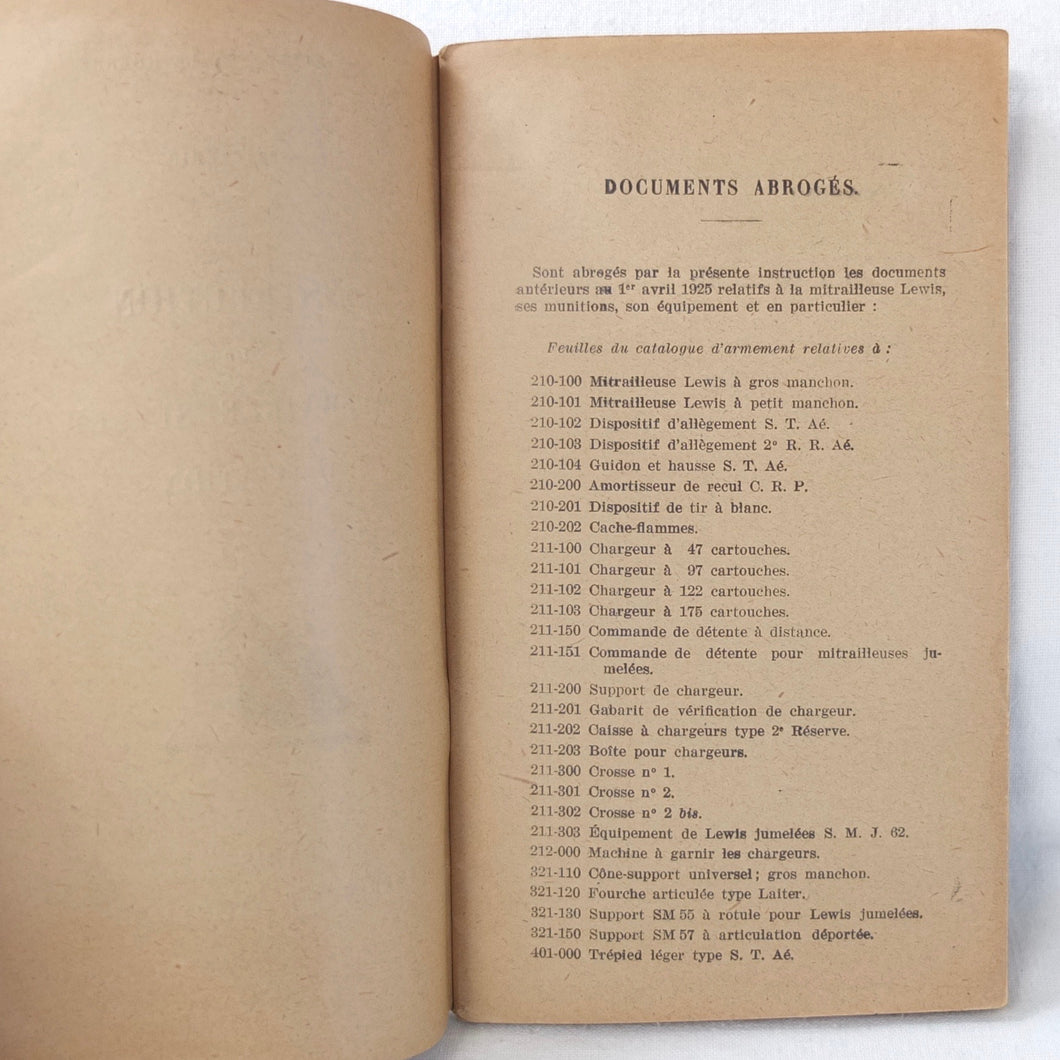 DOCUMENTS ABROGÉS.
Sont abrogés par la présente instruction les documents
antérieurs au 1er avril 1925 relatifs à la mitrailleuse Lewis,
ses munitions, son équipement et en particulier :
Feuilles du catalogue d'armement relatives à :
210-100 Mitrailleuse Lewis à gros manchon.
210-101 Mitrailleuse Lewis à petit manchon.
210-102 Dispositif d'allègement S. T. Aé.
210-103 Dispositif d'allègement 2e R. R. Aé.
210-104 Guidon et hausse S. T. Aé.
210-200 Amortisseur de recul C. R. P.
210-201 Dispositif de tir à blanc.
210-202 Cache-flammes.
211-100 Chargeur à 47 cartouches.
211-101 Chargeur à 97 cartouches.
211-102 Chargeur à 122 cartouches.
211-103 Chargeur à 175 cartouches.
211-150 Commande de détente à distance.
211-151 Commande de détente pour mitrailleuses ju-
melées.
211-200 Support de chargeur.
211-201 Gabarit de vérification de chargeur.
211-202 Caisse à chargeurs type 2e Réserve.
211-203 Boîte pour chargeurs.
211-300 Crosse n° 1.
211-301 Crosse n° 2.
211-302 Crosse n° 2 bis.
211-303 Équipement de Lewis jumelées S. M. J. 62.
212-000 Machine à garnir les chargeurs.
321-110 Cône-support universel ; gros manchon.
321-120 Fourche articulée type Laiter.
321-130 Support SM 55 à rotule pour Lewis jumelées.
321-150 Support SM 57 à articulation déportée.
401-000 Trépied léger type S. T. Aé.